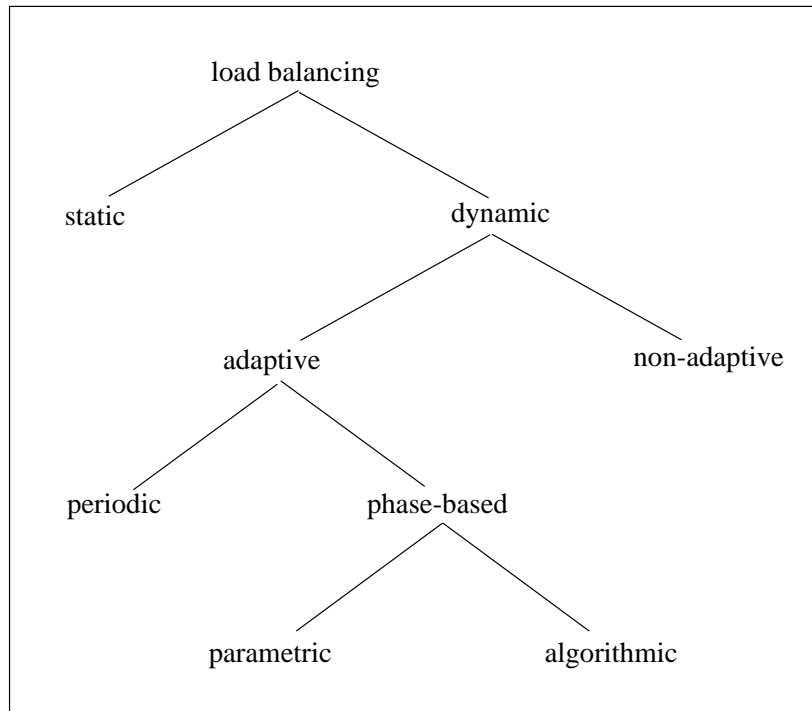 load balancing
static
dynamic
adaptive
non-adaptive
periodic
phase-based
parametric
algorithmic